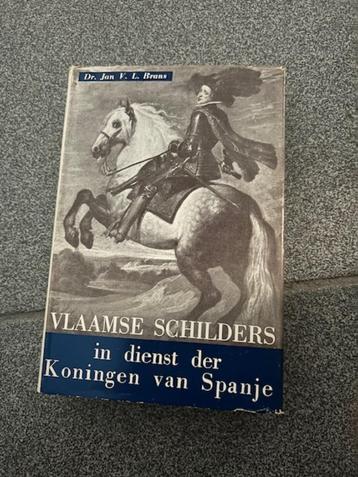 Dr. Jan V. L. Brans
VLAAMSE SCHILDERS
in dienst der
Koningen van Spanje